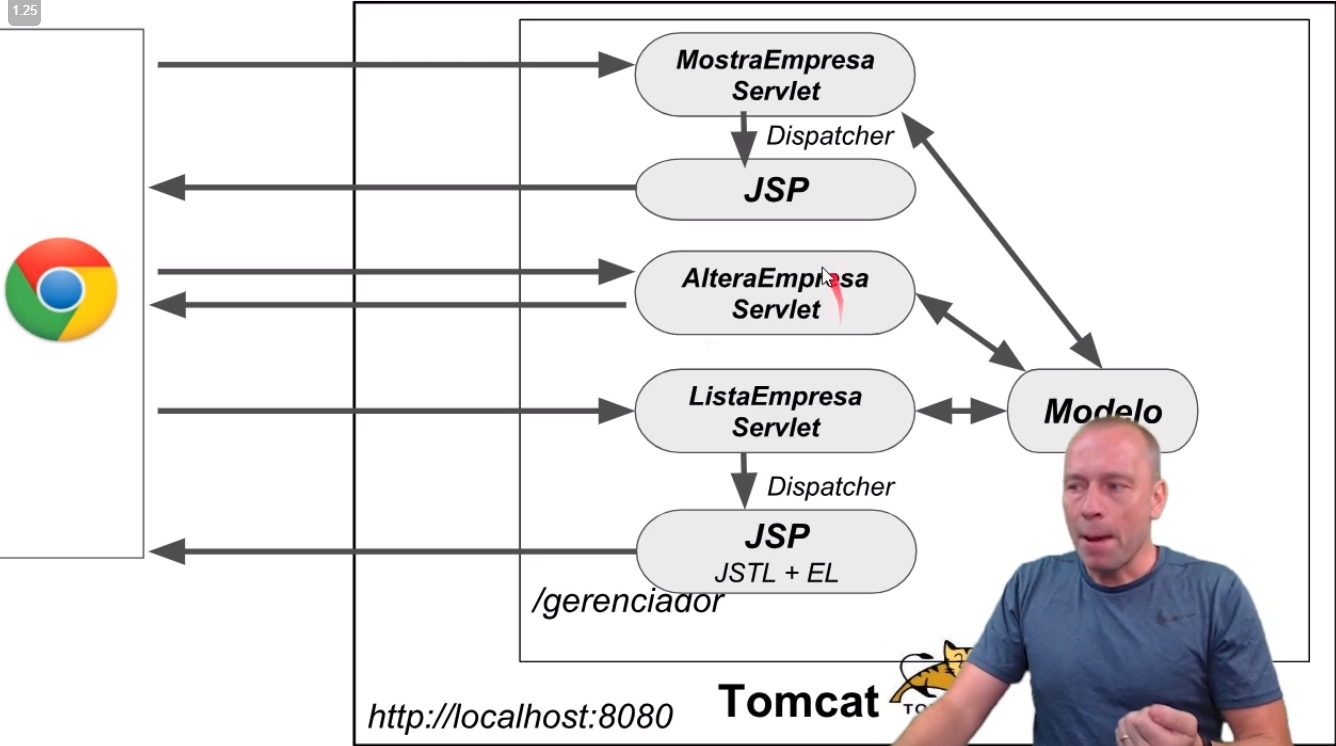 1.25
MostraEmpresa
Servlet
Dispatcher
JSP
AlteraEmpresa
Servlet
ListaEmpresa
Servlet
Modelo
Dispatcher
JSP
JSTL + EL
/gerenciador
Tomcat
http://localhost:8080